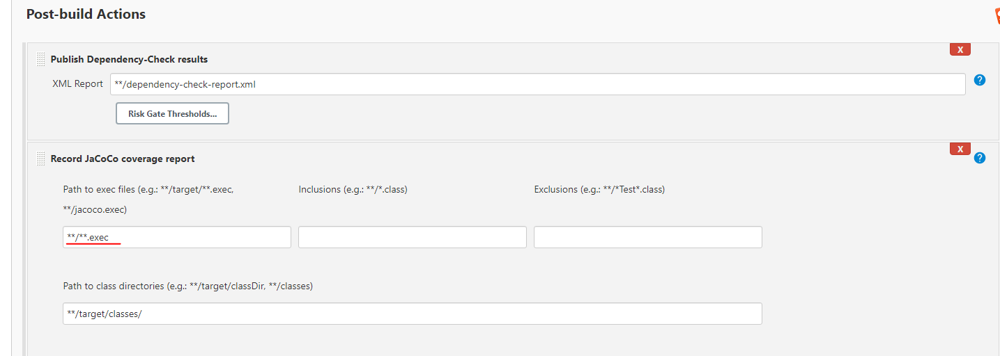 Post-build Actions
X
Publish Dependency-Check results
XML Report **/dependency-check-report.xml ?
Risk Gate Thresholds...
X
Record JaCoCo coverage report ?
Path to exec files (e.g.: **/target/**.exec,
**/jacoco.exec)
Inclusions (e.g.: **/*.class)
Exclusions (e.g.: **/*Test*.class)
**/**.exec
Path to class directories (e.g.: **/target/classDir, **/classes)
**/target/classes/